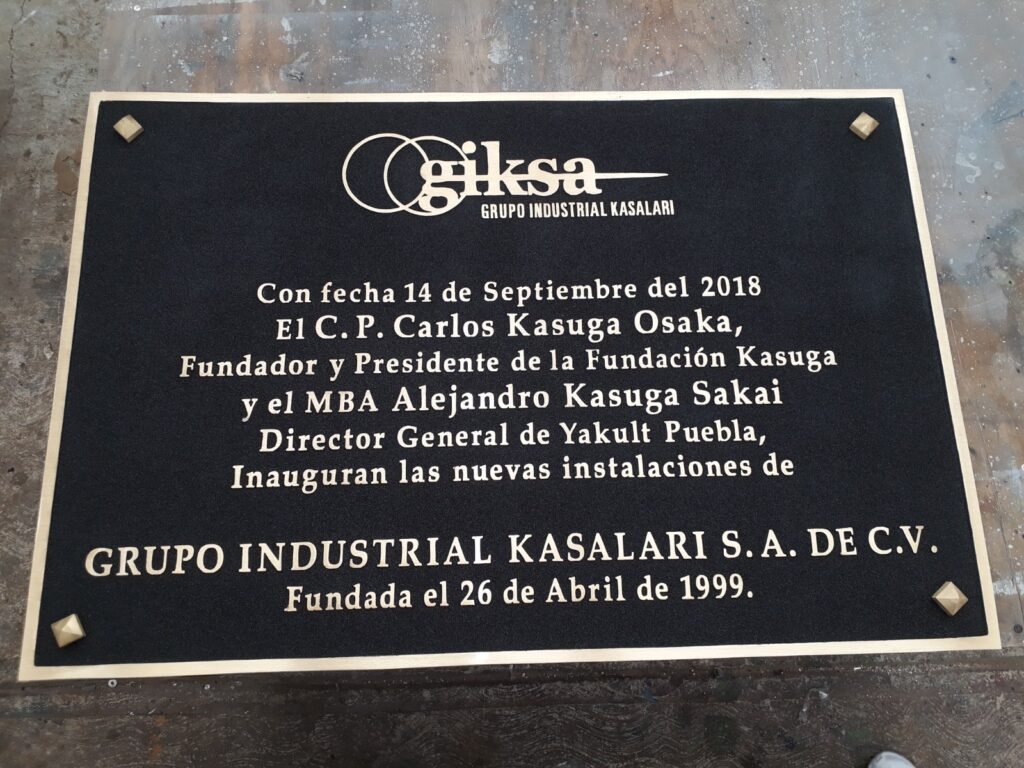 giksa
GRUPO INDUSTRIAL KASALARI
Con fecha 14 de Septiembre del 2018
El C. P. Carlos Kasuga Osaka,
Fundador y Presidente de la Fundación Kasuga
y el MBA Alejandro Kasuga Sakai
Director General de Yakult Puebla,
Inauguran las nuevas instalaciones de
GRUPO INDUSTRIAL KASALARI S. A. DE C.V.
Fundada el 26 de Abril de 1999.